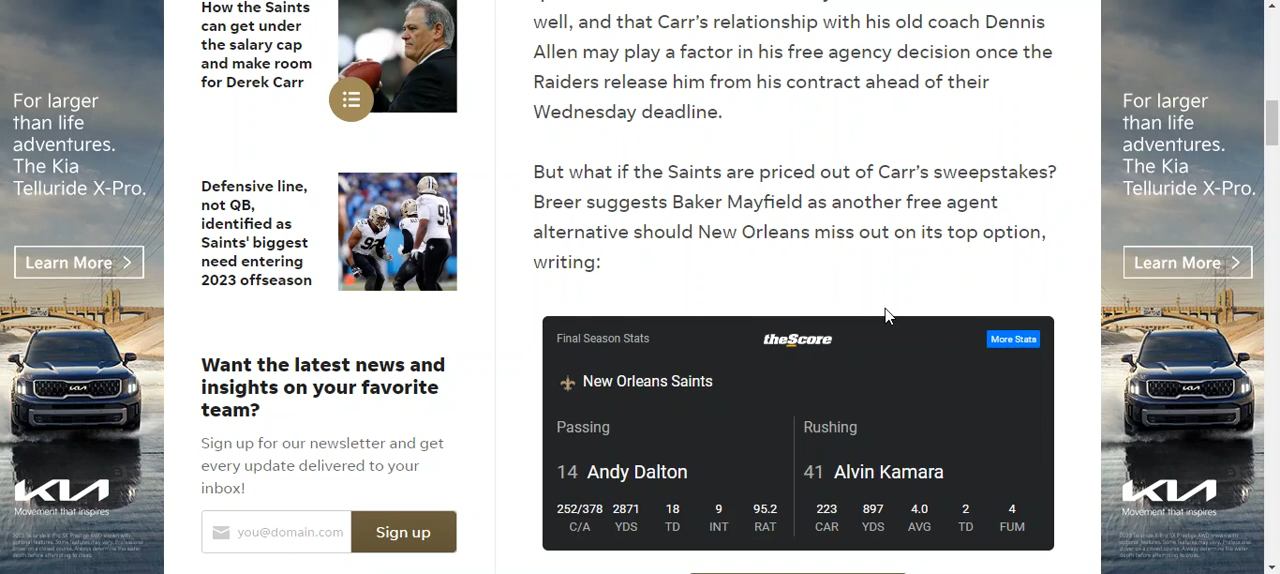 For larger
than life
adventures.
The Kia
Telluride X-Pro.
Learn More >
KIA
Movement that inspires
How the Saints
can get under
the salary cap
and make room
for Derek Carr
Defensive line,
not QB,
identified as
Saints' biggest
need entering
2023 offseason
Want the latest news and
insights on your favorite
team?
Sign up for our newsletter and get
every update delivered to your
inbox!
you@domain.com
Sign up
well, and that Carr's relationship with his old coach Dennis
Allen may play a factor in his free agency decision once the
Raiders release him from his contract ahead of their
Wednesday deadline.
But what if the Saints are priced out of Carr's sweepstakes?
Breer suggests Baker Mayfield as another free agent
alternative should New Orleans miss out on its top option,
writing:
Final Season Stats
theScore
More Stats
New Orleans Saints
Passing
14 Andy Dalton
252/378 2871 18 9 95.2
C/A YDS TD INT RAT
Rushing
41 Alvin Kamara
223 897 4.0 2 4
CAR YDS AVG TD FUM
For larger
than life
adventures.
The Kia
Telluride X-Pro.
Learn More >
KIA
Movement that inspires